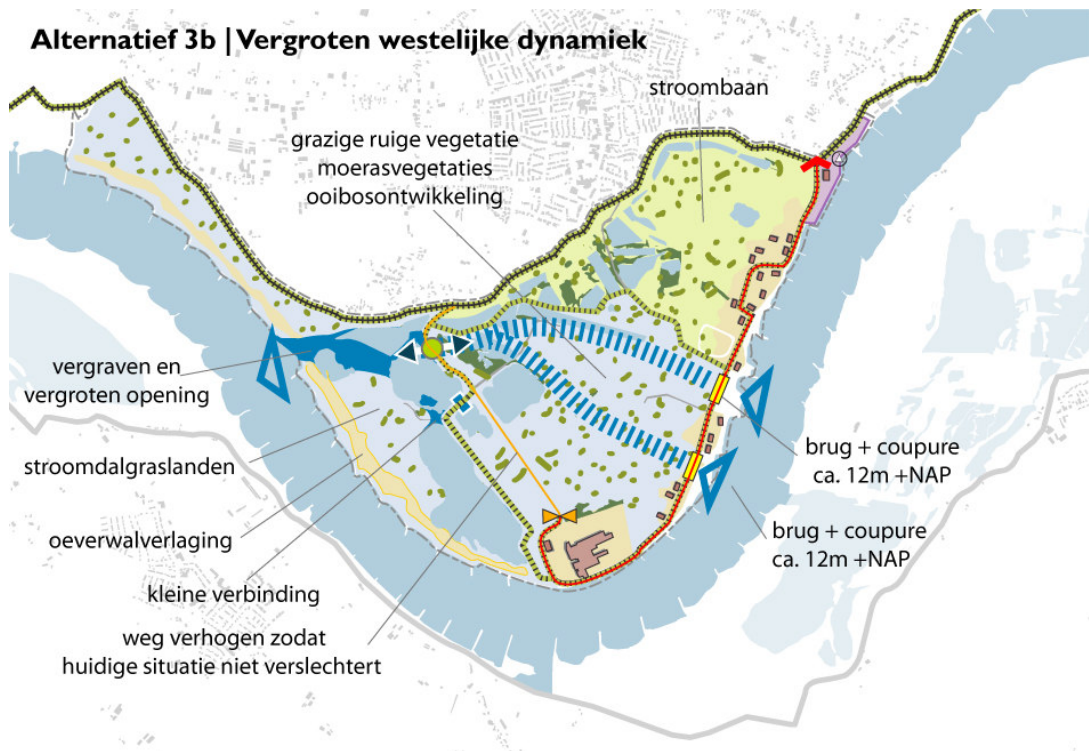 Alternatief 3b | Vergroten westelijke dynamiek
stroombaan
grazige ruige vegetatie
moerasvegetaties
ooibosontwikkeling
vergraven en
vergroten opening
stroomdalgraslanden
oeverwalverlaging
kleine verbinding
weg verhogen zodat
huidige situatie niet verslechtert
brug + coupure
ca. 12m +NAP
brug + coupure
ca. 12m +NAP